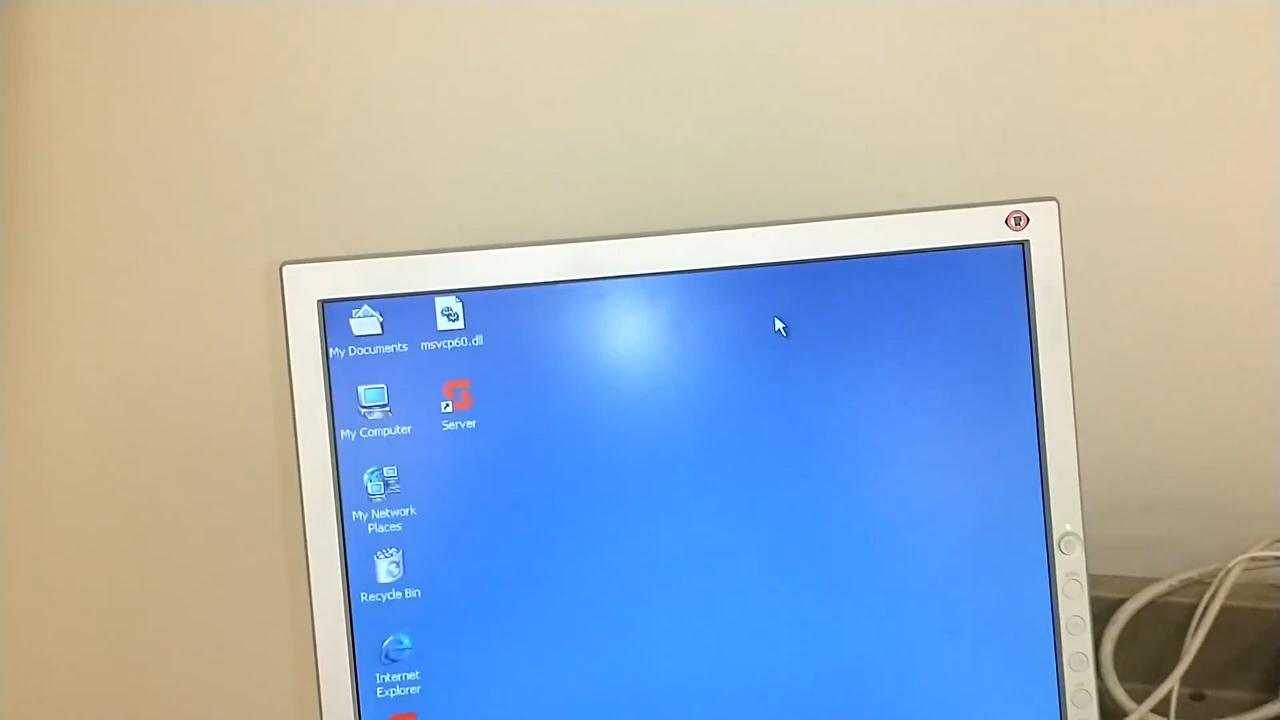 My Documents
msvcp60.dll
My Computer
Server
My Network
Places
Recycle Bin
Internet
Explorer